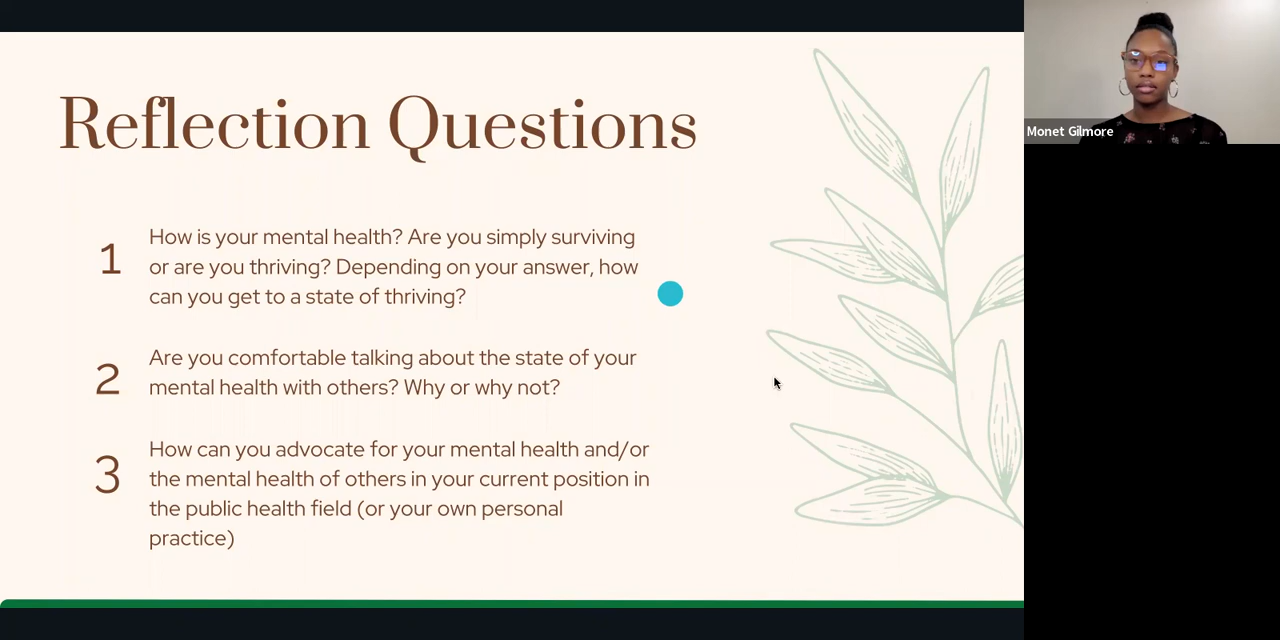 Reflection Questions
1
How is your mental health? Are you simply surviving
or are you thriving? Depending on your answer, how
can you get to a state of thriving?
2
Are you comfortable talking about the state of your
mental health with others? Why or why not?
3
How can you advocate for your mental health and/or
the mental health of others in your current position in
the public health field (or your own personal
practice)
Monet Gilmore